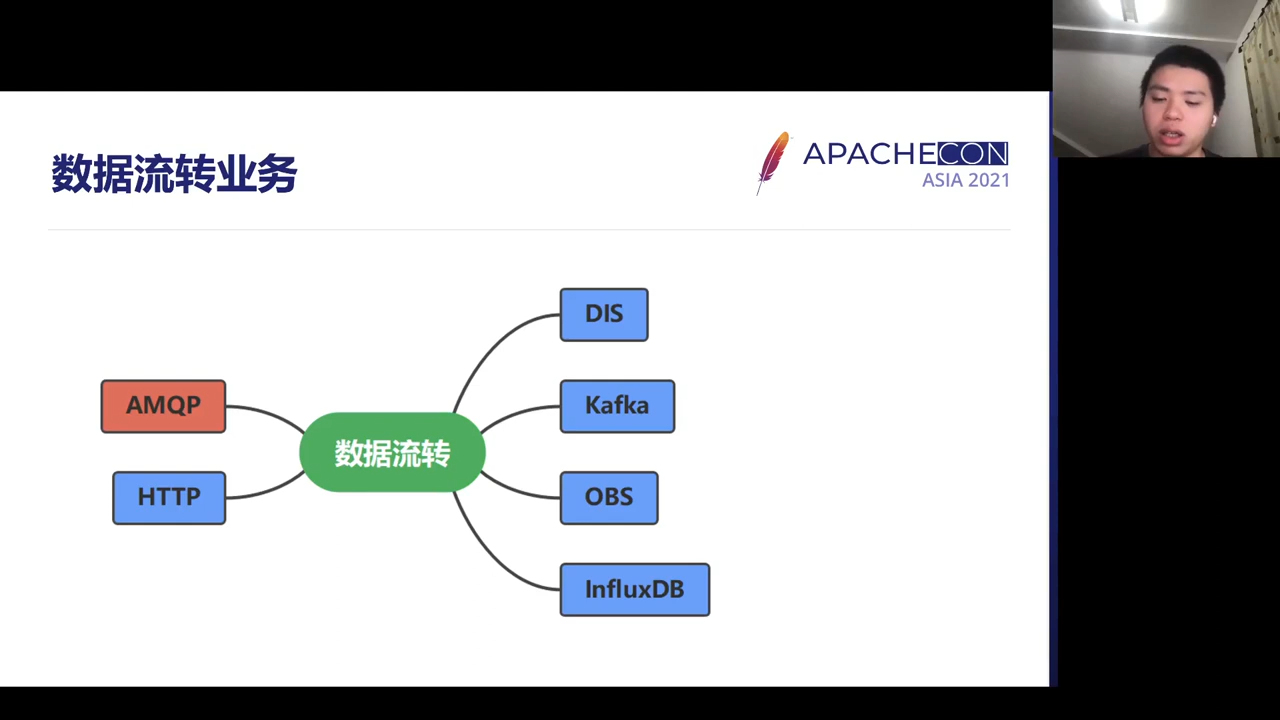 数据流转业务
APACHECON
ASIA 2021
DIS
AMQP
Kafka
数据流转
HTTP
OBS
InfluxDB